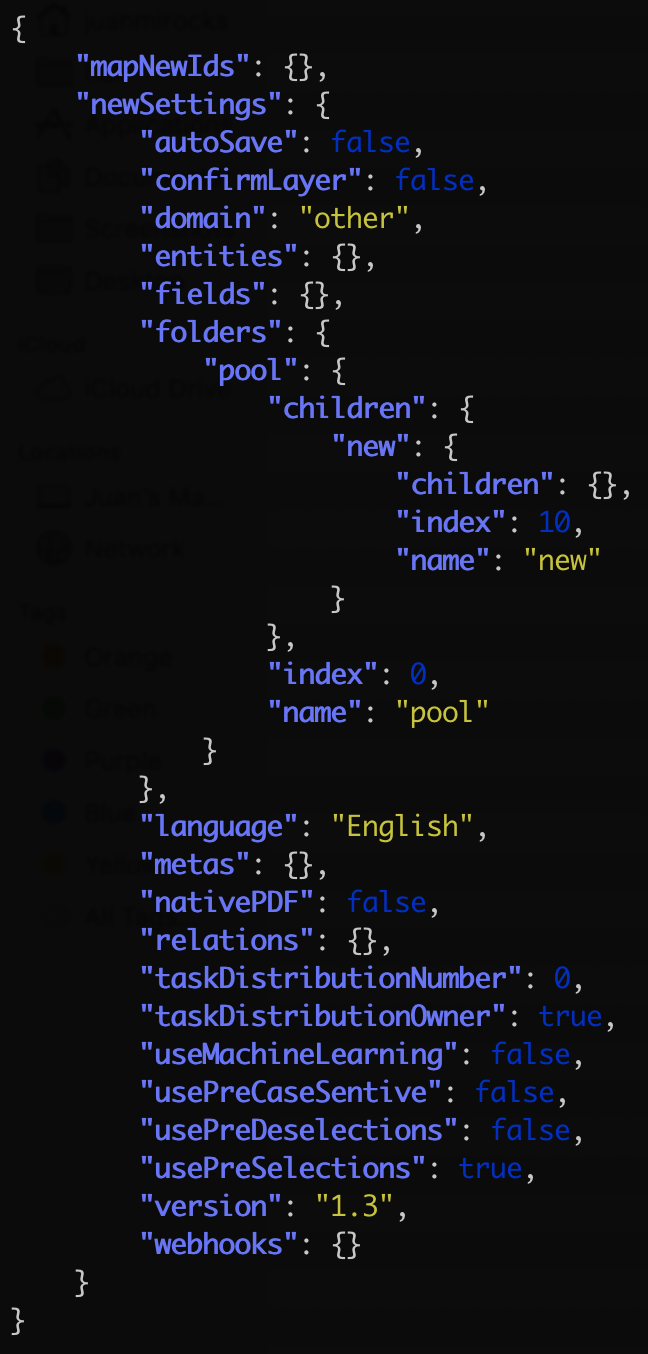 {
    "mapNewIds": {},
    "newSettings": {
        "autoSave": false,
        "confirmLayer": false,
        "domain": "other",
        "entities": {},
        "fields": {},
        "folders": {
            "pool": {
                "children": {
                    "new": {
                        "children": {},
                        "index": 10,
                        "name": "new"
                    }
                },
                "index": 0,
                "name": "pool"
            }
        },
        "language": "English",
        "metas": {},
        "nativePDF": false,
        "relations": {},
        "taskDistributionNumber": 0,
        "taskDistributionOwner": true,
        "useMachineLearning": false,
        "usePreCaseSentive": false,
        "usePreDeselections": false,
        "usePreSelections": true,
        "version": "1.3",
        "webhooks": {}
    }
}